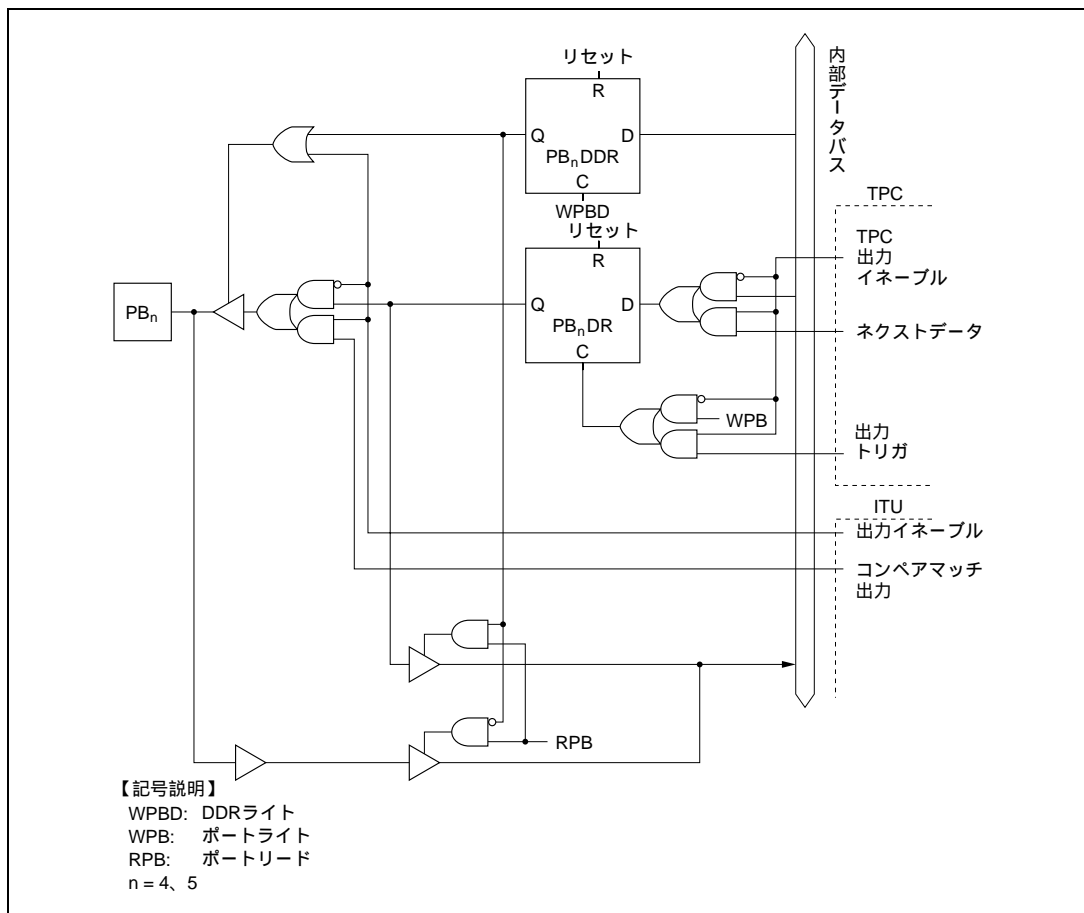 リセット
R
Q
D
PBnDDR
C
WPBD
内部データバス
リセット
R
Q
D
PBnDR
C
PBn
WPB
TPC
TPC
出力
イネーブル
ネクストデータ
出力
トリガ
ITU
出力イネーブル
コンペアマッチ
出力
RPB
【記号説明】
WPBD: DDRライト
WPB: ポートライト
RPB: ポートリード
n = 4、5